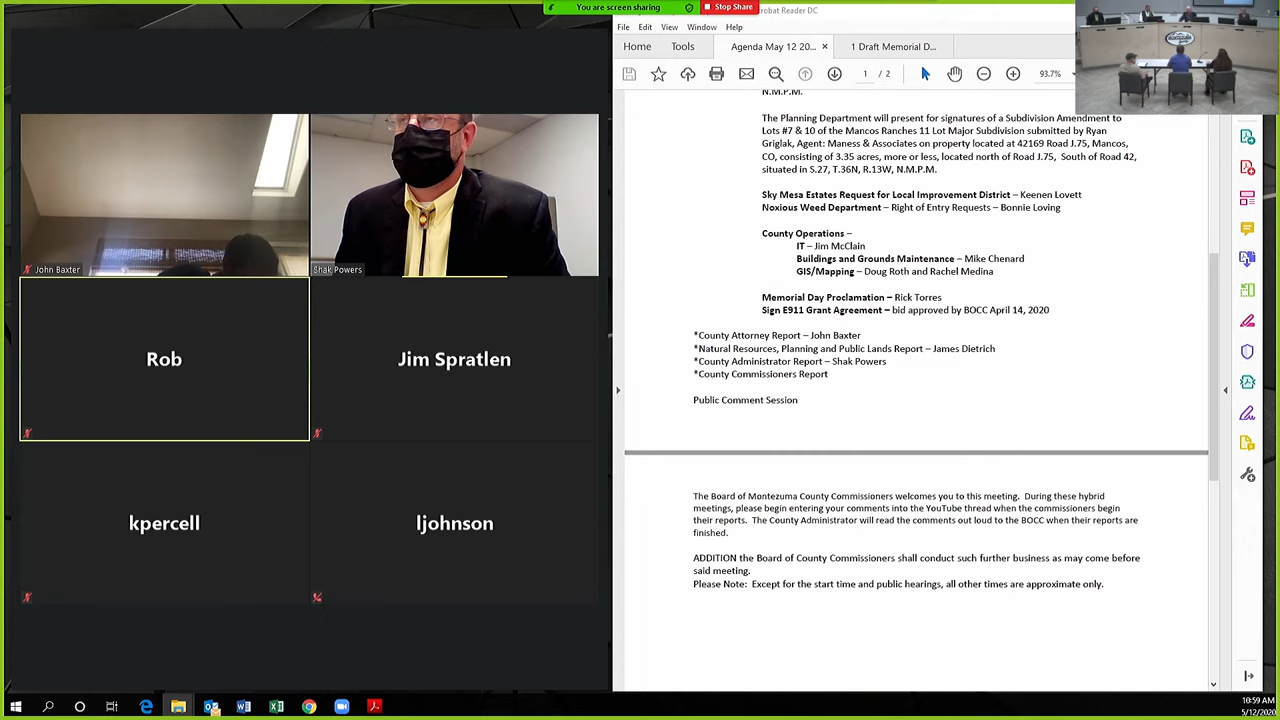 You are screen sharing
Stop Share
robat Reader DC
File Edit View Window Help
Home Tools Agenda May 12 20... × 1 Draft Memorial D...
1 / 2 93.7%
MONTEZUMA
N.M.P.M.
The Planning Department will present for signatures of a Subdivision Amendment to
Lots #7 & 10 of the Mancos Ranches 11 Lot Major Subdivision submitted by Ryan
Griglak, Agent: Maness & Associates on property located at 42169 Road J.75, Mancos,
CO, consisting of 3.35 acres, more or less, located north of Road J.75, South of Road 42,
situated in S.27, T.36N, R.13W, N.M.P.M.
Sky Mesa Estates Request for Local Improvement District – Keenen Lovett
Noxious Weed Department – Right of Entry Requests – Bonnie Loving
County Operations –
IT – Jim McClain
Buildings and Grounds Maintenance – Mike Chenard
GIS/Mapping – Doug Roth and Rachel Medina
Memorial Day Proclamation – Rick Torres
Sign E911 Grant Agreement – bid approved by BOCC April 14, 2020
*County Attorney Report – John Baxter
*Natural Resources, Planning and Public Lands Report – James Dietrich
*County Administrator Report – Shak Powers
*County Commissioners Report
Public Comment Session
The Board of Montezuma County Commissioners welcomes you to this meeting. During these hybrid
meetings, please begin entering your comments into the YouTube thread when the commissioners begin
their reports. The County Administrator will read the comments out loud to the BOCC when their reports are
finished.
ADDITION the Board of County Commissioners shall conduct such further business as may come before
said meeting.
Please Note: Except for the start time and public hearings, all other times are approximate only.
John Baxter
Shak Powers
Rob
Jim Spratlen
kpercell
ljohnson
10:59 AM
5/12/2020